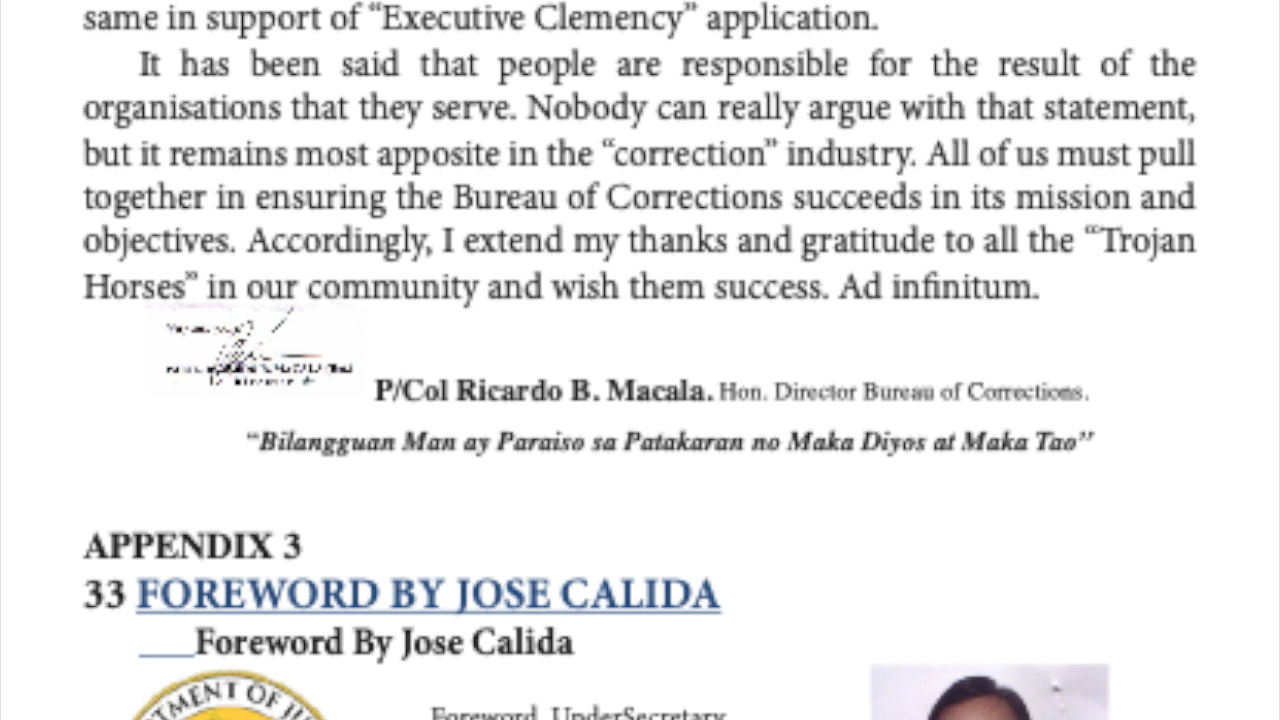 same in support of “Executive Clemency” application.
It has been said that people are responsible for the result of the
organisations that they serve. Nobody can really argue with that statement,
but it remains most apposite in the “correction” industry. All of us must pull
together in ensuring the Bureau of Corrections succeeds in its mission and
objectives. Accordingly, I extend my thanks and gratitude to all the “Trojan
Horses” in our community and wish them success. Ad infinitum.
P/Col Ricardo B. Macala. Hon. Director Bureau of Corrections.
“Bilangguan Man ay Paraiso sa Patakaran no Maka Diyos at Maka Tao”
APPENDIX 3
33 FOREWORD BY JOSE CALIDA
Foreword By Jose Calida
TMENT OF JU
Foreword UnderSecretary